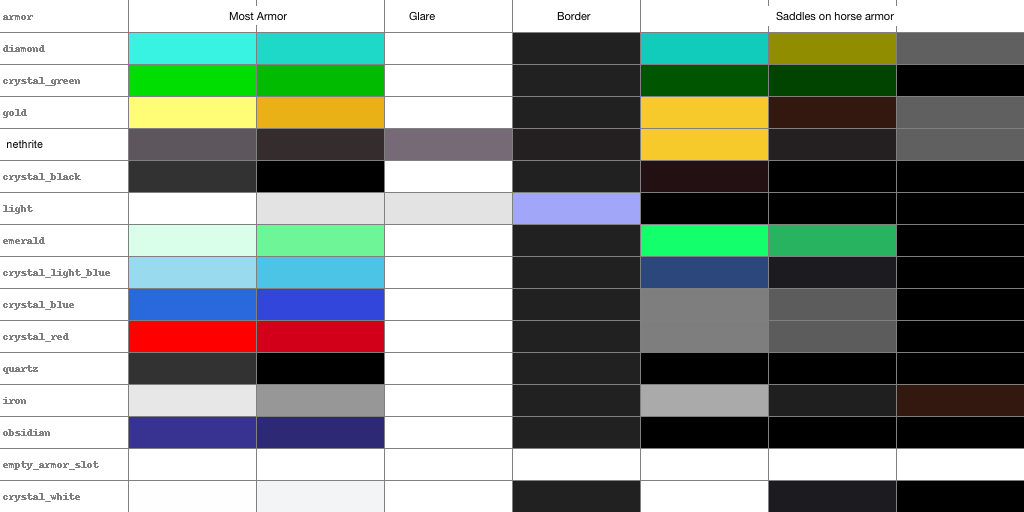 armor Most Armor Glare Border Saddles on horse armor
diamond
crystal_green
gold
nethrite
crystal_black
light
emerald
crystal_light_blue
crystal_blue
crystal_red
quartz
iron
obsidian
empty_armor_slot
crystal_white